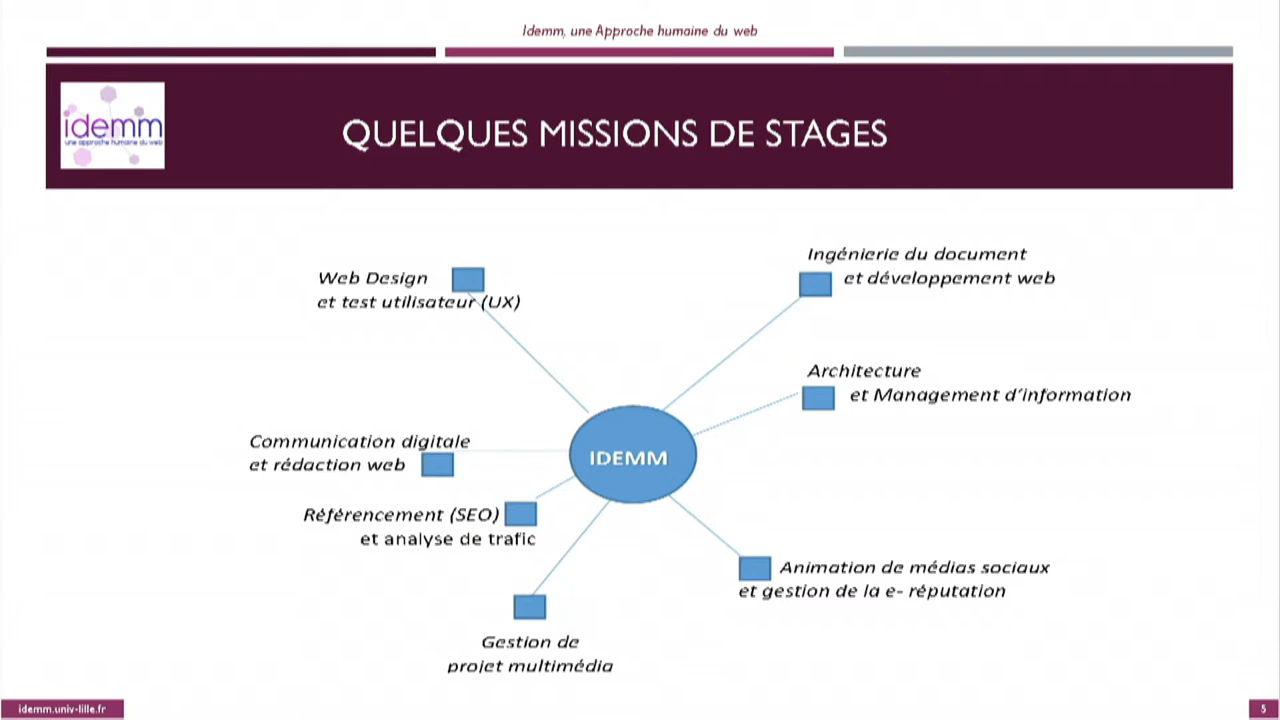 Idemm, une Approche humaine du web
idemm
une approche humaine du web
QUELQUES MISSIONS DE STAGES
Web Design
et test utilisateur (UX)
Ingénierie du document
et développement web
Architecture
et Management d'information
Communication digitale
et rédaction web
IDEMM
Référencement (SEO)
et analyse de trafic
Animation de médias sociaux
et gestion de la e- réputation
Gestion de
projet multimédia
idemm.univ-lille.fr
5